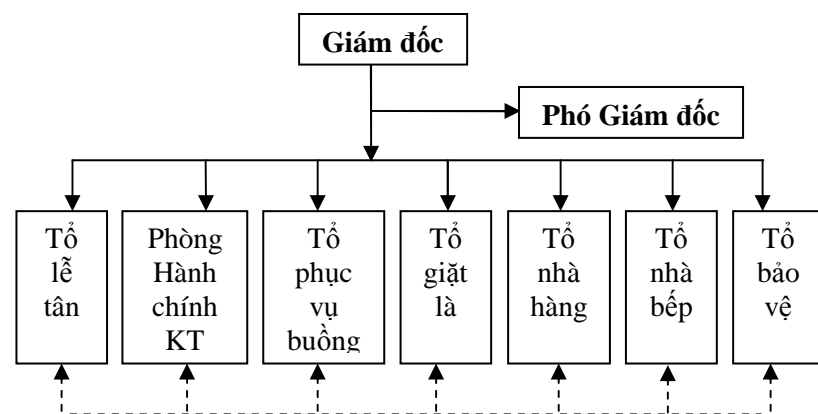 Giám đốc
Phó Giám đốc
Tổ
lễ
tân
Phòng
Hành
chính
KT
Tổ
phục
vụ
buồng
Tổ
giặt
là
Tổ
nhà
hàng
Tổ
nhà
bếp
Tổ
bảo
vệ